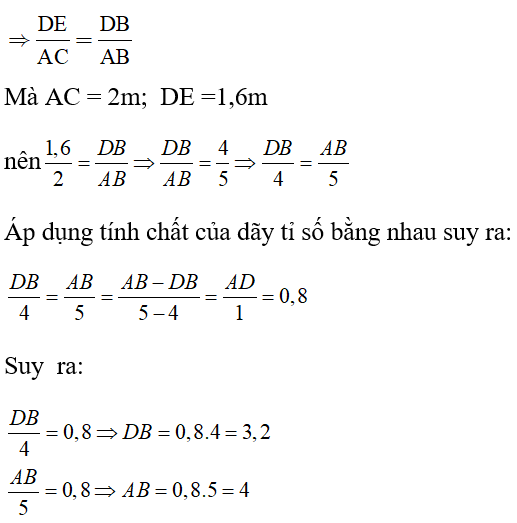 ⇒ DE/AC = DB/AB
Mà AC = 2m; DE =1,6m
nên 1,6/2 = DB/AB ⇒ DB/AB = 4/5 ⇒ DB/4 = AB/5
Áp dụng tính chất của dãy tỉ số bằng nhau suy ra:
DB/4 = AB/5 = (AB − DB)/(5 − 4) = AD/1 = 0,8
Suy ra:
DB/4 = 0,8 ⇒ DB = 0,8.4 = 3,2
AB/5 = 0,8 ⇒ AB = 0,8.5 = 4